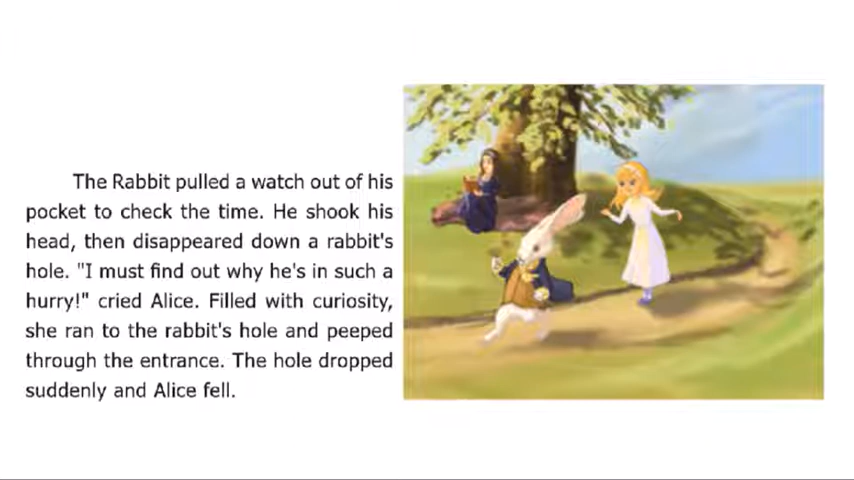 The Rabbit pulled a watch out of his
pocket to check the time. He shook his
head, then disappeared down a rabbit's
hole. "I must find out why he's in such a
hurry!" cried Alice. Filled with curiosity,
she ran to the rabbit's hole and peeped
through the entrance. The hole dropped
suddenly and Alice fell.